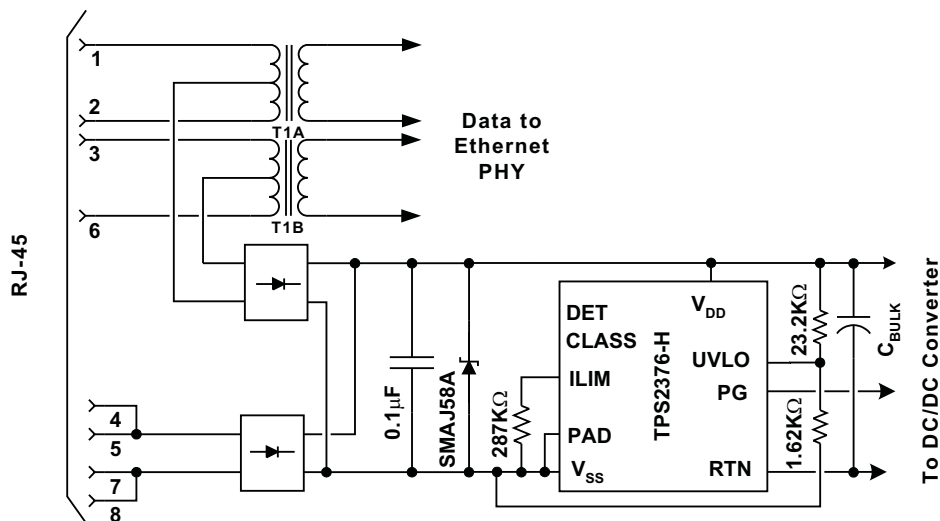 RJ-45
1
2
3
6
4
5
7
8
T1A
T1B
Data to
Ethernet
PHY
0.1μF
SMAJ58A
287KΩ
DET
CLASS
ILIM
PAD
VSS
TPS2376-H
VDD
UVLO
PG
RTN
23.2KΩ
1.62KΩ
CBULK
To DC/DC Converter